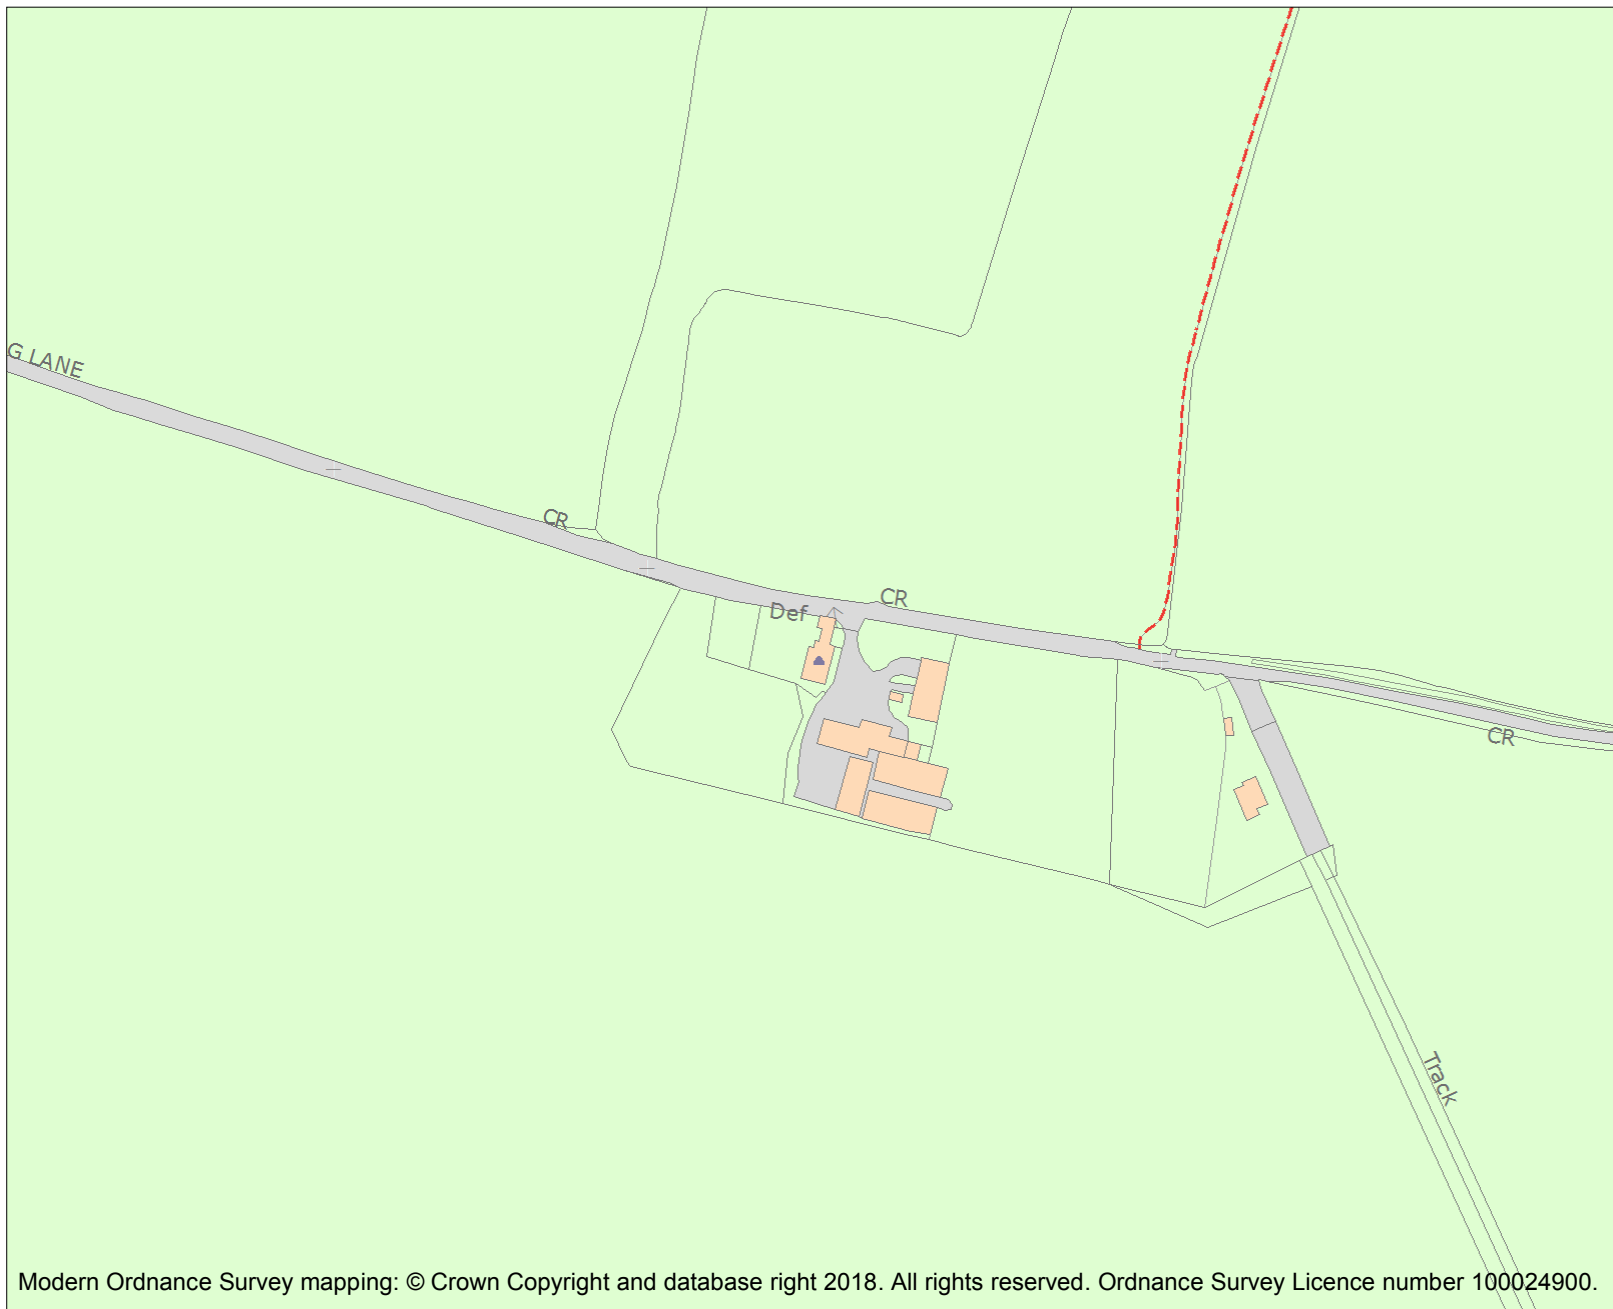 G LANE
CR
Def
CR
CR
Track
Modern Ordnance Survey mapping: © Crown Copyright and database right 2018. All rights reserved. Ordnance Survey Licence number 100024900.